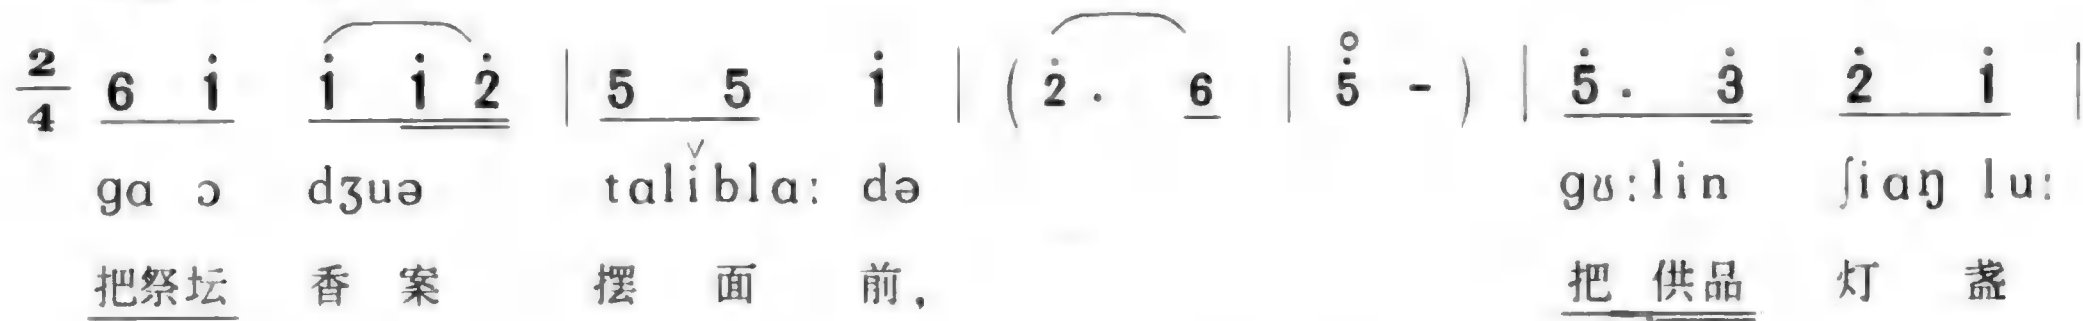 2/4 6 i̇ i̇ i̇ 2̇ | 5 5 i̇ | ( 2̇ . 6 | 5̇ - ) | 5̇ . 3̇ 2̇ i̇ |
ga ɔ dʒuə talǐbla: də gʊ:lin ʃiaŋ lu:
把祭坛 香 案 摆 面 前， 把 供品 灯 盏